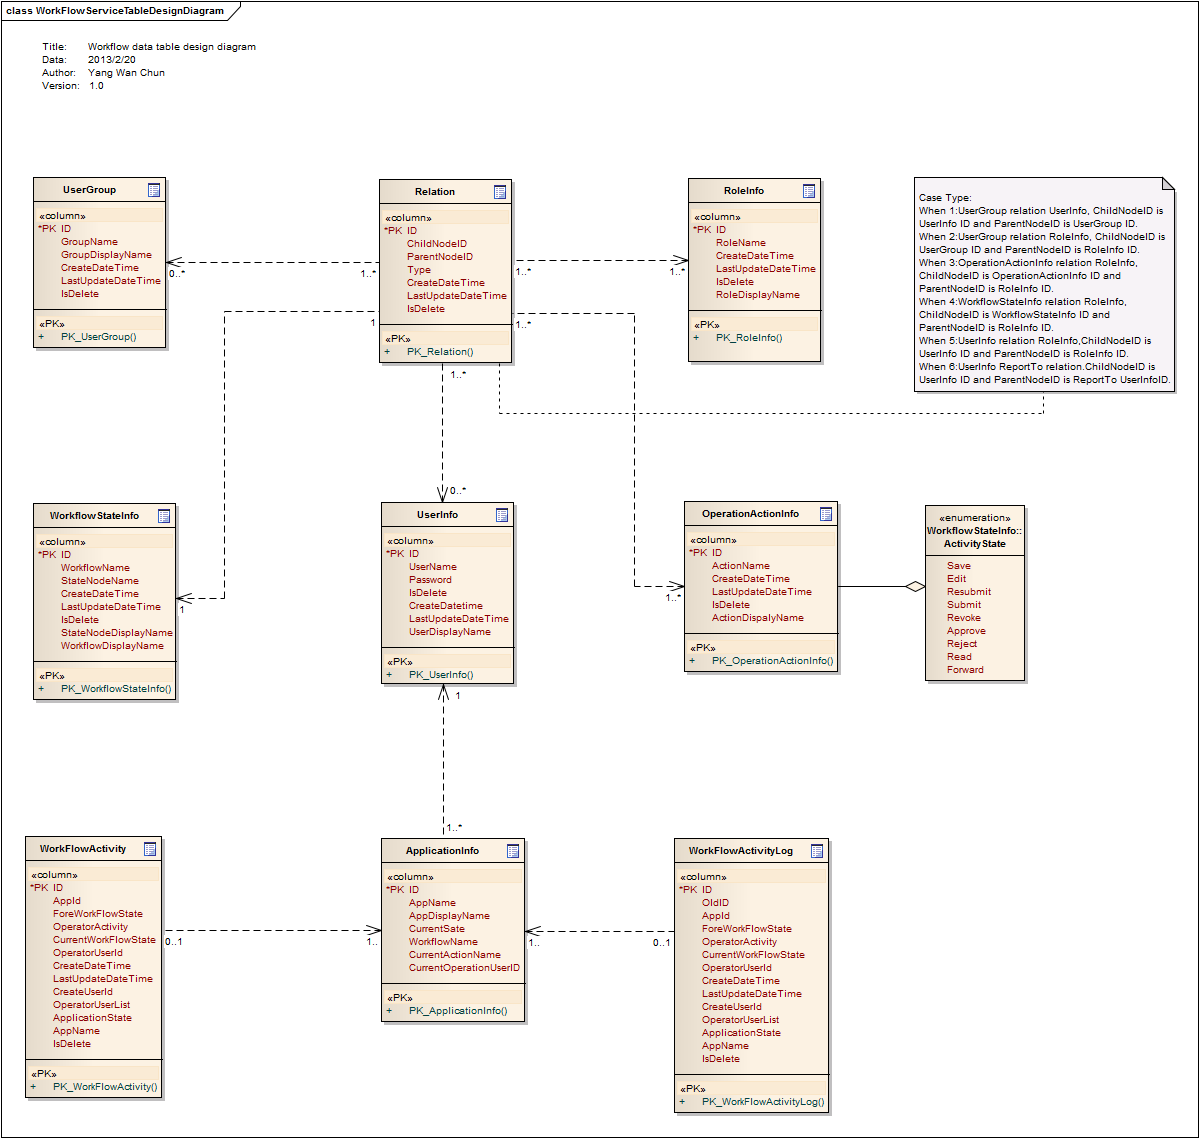 class WorkFlowServiceTableDesignDiagram
Title: Workflow data table design diagram
Data: 2013/2/20
Author: Yang Wan Chun
Version: 1.0
UserGroup
«column»
*PK ID
GroupName
GroupDisplayName
CreateDateTime
LastUpdateDateTime
IsDelete
«PK»
+ PK_UserGroup()
Relation
«column»
*PK ID
ChildNodeID
ParentNodeID
Type
CreateDateTime
LastUpdateDateTime
IsDelete
«PK»
+ PK_Relation()
RoleInfo
«column»
*PK ID
RoleName
CreateDateTime
LastUpdateDateTime
IsDelete
RoleDisplayName
«PK»
+ PK_RoleInfo()
Case Type:
When 1:UserGroup relation UserInfo, ChildNodeID is
UserInfo ID and ParentNodeID is UserGroup ID.
When 2:UserGroup relation RoleInfo, ChildNodeID is
UserGroup ID and ParentNodeID is RoleInfo ID.
When 3:OperationActionInfo relation RoleInfo,
ChildNodeID is OperationActionInfo ID and
ParentNodeID is RoleInfo ID.
When 4:WorkflowStateInfo relation RoleInfo,
ChildNodeID is WorkflowStateInfo ID and
ParentNodeID is RoleInfo ID.
When 5:UserInfo relation RoleInfo,ChildNodeID is
UserInfo ID and ParentNodeID is RoleInfo ID.
When 6:UserInfo ReportTo relation.ChildNodeID is
UserInfo ID and ParentNodeID is ReportTo UserInfoID.
0..*
1..*
1..*
1..*
1
1..*
1..*
0..*
1
1..*
WorkflowStateInfo
«column»
*PK ID
WorkflowName
StateNodeName
CreateDateTime
LastUpdateDateTime
IsDelete
StateNodeDisplayName
WorkflowDisplayName
«PK»
+ PK_WorkflowStateInfo()
UserInfo
«column»
*PK ID
UserName
Password
IsDelete
CreateDatetime
LastUpdateDateTime
UserDisplayName
«PK»
+ PK_UserInfo()
OperationActionInfo
«column»
*PK ID
ActionName
CreateDateTime
LastUpdateDateTime
IsDelete
ActionDispalyName
«PK»
+ PK_OperationActionInfo()
«enumeration»
WorkflowStateInfo::
ActivityState
Save
Edit
Resubmit
Submit
Revoke
Approve
Reject
Read
Forward
1
1..*
WorkFlowActivity
«column»
*PK ID
AppId
ForeWorkFlowState
OperatorActivity
CurrentWorkFlowState
OperatorUserId
CreateDateTime
LastUpdateDateTime
CreateUserId
OperatorUserList
ApplicationState
AppName
IsDelete
«PK»
+ PK_WorkFlowActivity()
0..1
1..
ApplicationInfo
«column»
*PK ID
AppName
AppDisplayName
CurrentSate
WorkflowName
CurrentActionName
CurrentOperationUserID
«PK»
+ PK_ApplicationInfo()
1..
0..1
WorkFlowActivityLog
«column»
*PK ID
OldID
AppId
ForeWorkFlowState
OperatorActivity
CurrentWorkFlowState
OperatorUserId
CreateDateTime
LastUpdateDateTime
CreateUserId
OperatorUserList
ApplicationState
AppName
IsDelete
«PK»
+ PK_WorkFlowActivityLog()